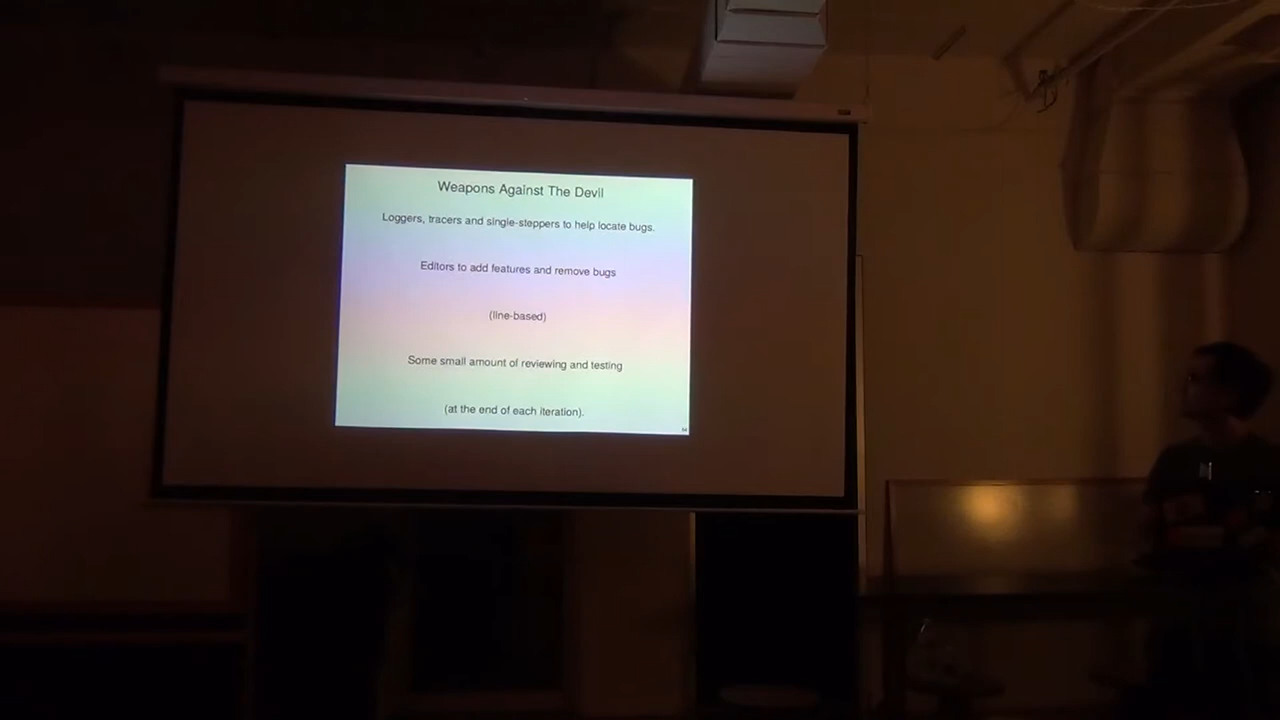 Weapons Against The Devil
Loggers, tracers and single-steppers to help locate bugs.
Editors to add features and remove bugs
(line-based)
Some small amount of reviewing and testing
(at the end of each iteration).